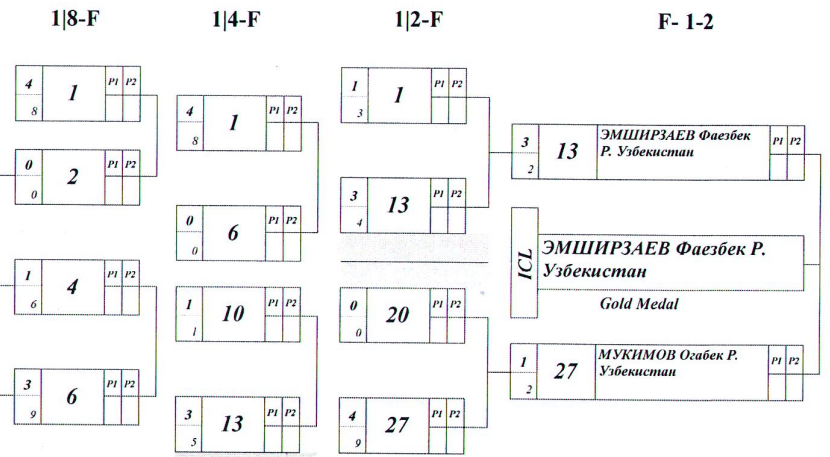 1|8-F
1|4-F
1|2-F
F- 1-2
4 1 P1 P2
8
0 2 P1 P2
0
1 4 P1 P2
6
3 6 P1 P2
9
4 1 P1 P2
8
0 6 P1 P2
0
1 10 P1 P2
1
3 13 P1 P2
5
1 1 P1 P2
3
3 13 P1 P2
4
0 20 P1 P2
0
4 27 P1 P2
9
3 13 ЭМШИРЗАЕВ Фаезбек P1 P2
2 Р. Узбекистан
ICL
ЭМШИРЗАЕВ Фаезбек Р.
Узбекистан
Gold Medal
1 27 МУКИМОВ Огабек Р. P1 P2
2 Узбекистан